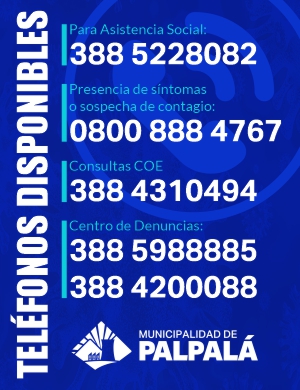 TELÉFONOS DISPONIBLES
Para Asistencia Social:
388 5228082
Presencia de síntomas
o sospecha de contagio:
0800 888 4767
Consultas COE
388 4310494
Centro de Denuncias:
388 5988885
388 4200088
MUNICIPALIDAD DE
PALPALÁ